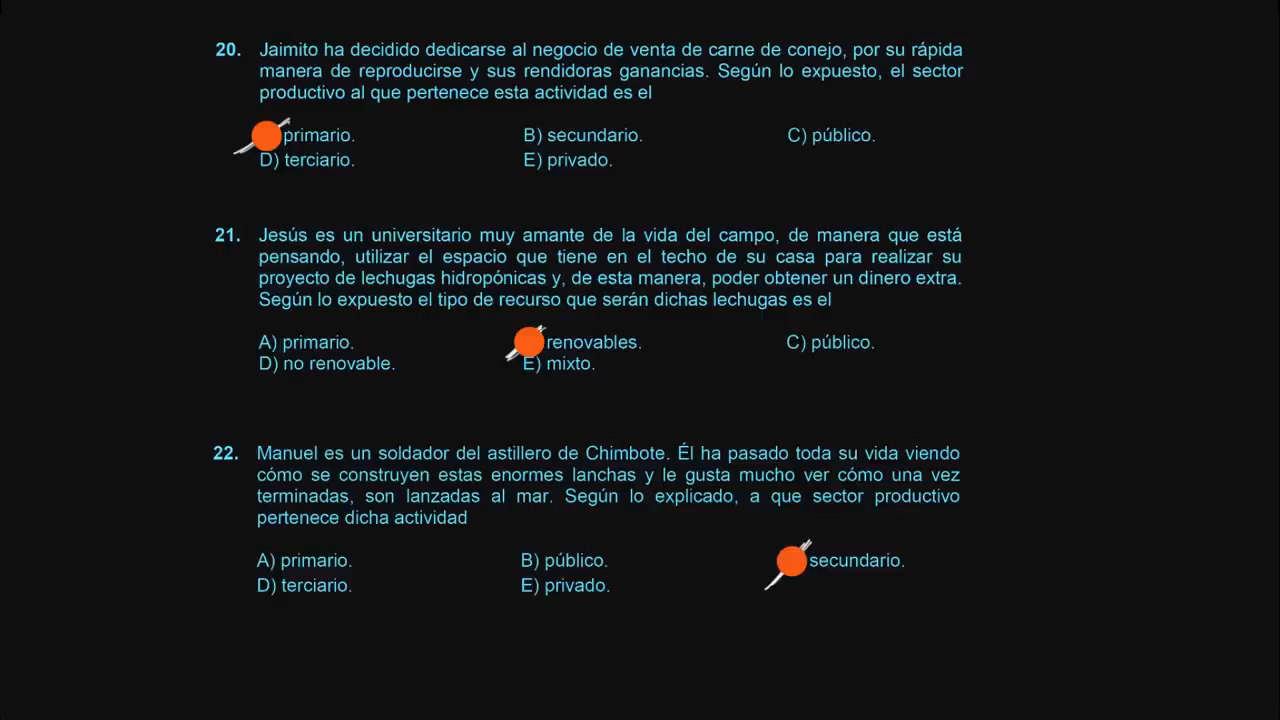 20. Jaimito ha decidido dedicarse al negocio de venta de carne de conejo, por su rápida
manera de reproducirse y sus rendidoras ganancias. Según lo expuesto, el sector
productivo al que pertenece esta actividad es el
primario. B) secundario. C) público.
D) terciario. E) privado.
21. Jesús es un universitario muy amante de la vida del campo, de manera que está
pensando, utilizar el espacio que tiene en el techo de su casa para realizar su
proyecto de lechugas hidropónicas y, de esta manera, poder obtener un dinero extra.
Según lo expuesto el tipo de recurso que serán dichas lechugas es el
A) primario. renovables. C) público.
D) no renovable. E) mixto.
22. Manuel es un soldador del astillero de Chimbote. Él ha pasado toda su vida viendo
cómo se construyen estas enormes lanchas y le gusta mucho ver cómo una vez
terminadas, son lanzadas al mar. Según lo explicado, a que sector productivo
pertenece dicha actividad
A) primario. B) público. secundario.
D) terciario. E) privado.